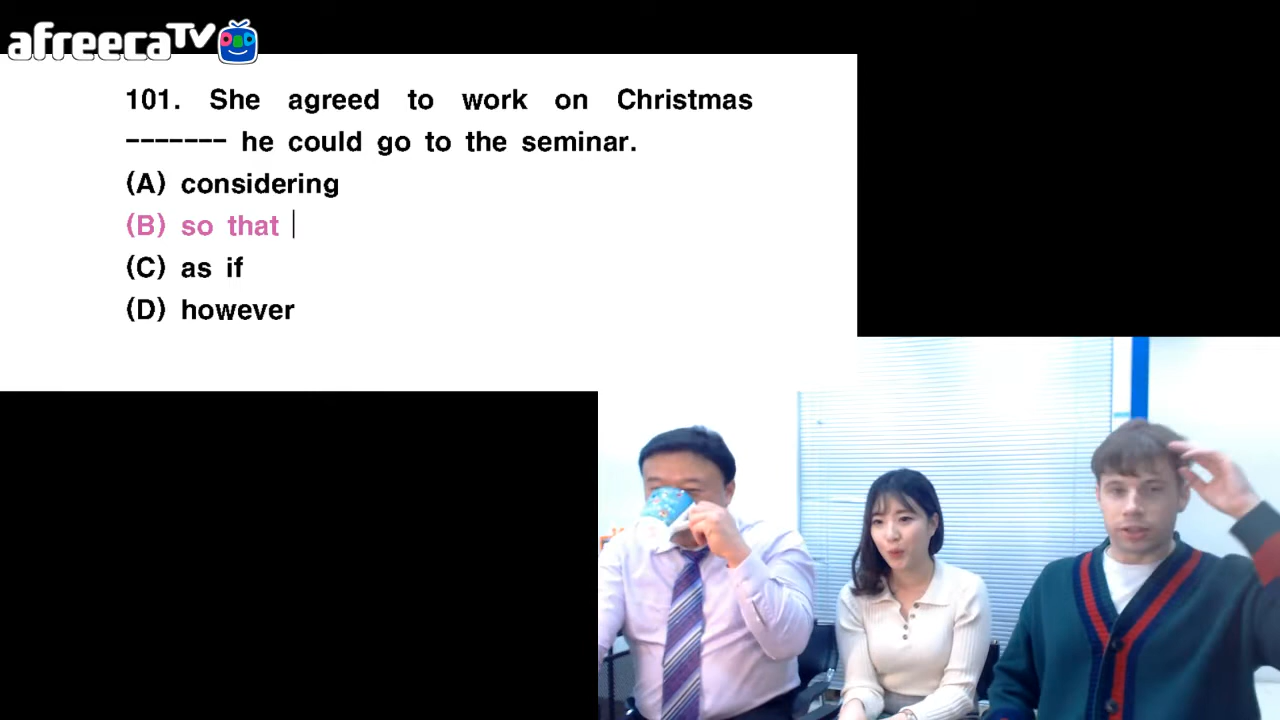 afreecaTV
101. She agreed to work on Christmas
------- he could go to the seminar.
(A) considering
(B) so that
(C) as if
(D) however